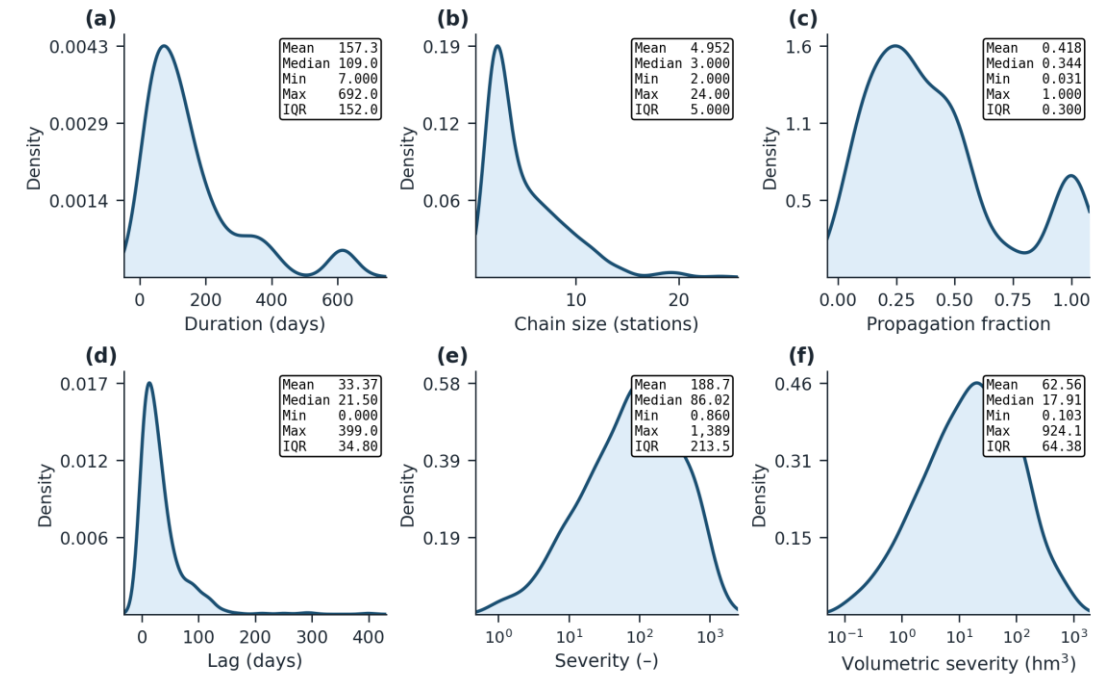 (a)
0.0043
0.0029
0.0014
Density
Mean 157.3
Median 109.0
Min 7.000
Max 692.0
IQR 152.0
0 200 400 600
Duration (days)
(b)
0.19
0.12
0.06
Density
Mean 4.952
Median 3.000
Min 2.000
Max 24.00
IQR 5.000
10 20
Chain size (stations)
(c)
1.6
1.1
0.5
Density
Mean 0.418
Median 0.344
Min 0.031
Max 1.000
IQR 0.300
0.00 0.25 0.50 0.75 1.00
Propagation fraction
(d)
0.017
0.012
0.006
Density
Mean 33.37
Median 21.50
Min 0.000
Max 399.0
IQR 34.80
0 100 200 300 400
Lag (days)
(e)
0.58
0.39
0.19
Density
Mean 188.7
Median 86.02
Min 0.860
Max 1,389
IQR 213.5
10⁰ 10¹ 10² 10³
Severity (–)
(f)
0.46
0.31
0.15
Density
Mean 62.56
Median 17.91
Min 0.103
Max 924.1
IQR 64.38
10⁻¹ 10⁰ 10¹ 10² 10³
Volumetric severity (hm³)